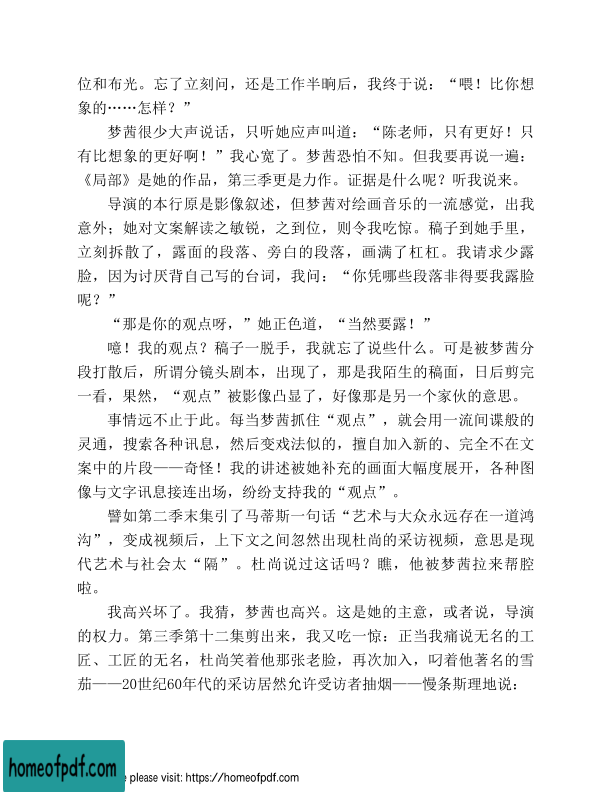 位和布光。忘了立刻问，还是工作半晌后，我终于说：“喂！比你想
象的……怎样？”
梦茜很少大声说话，只听她应声叫道：“陈老师，只有更好！只
有比想象的更好啊！”我心宽了。梦茜恐怕不知。但我要再说一遍：
《局部》是她的作品，第三季更是力作。证据是什么呢？听我说来。
导演的本行原是影像叙述，但梦茜对绘画音乐的一流感觉，出我
意外；她对文案解读之敏锐，之到位，则令我吃惊。稿子到她手里，
立刻拆散了，露面的段落、旁白的段落，画满了杠杠。我请求少露
脸，因为讨厌背自己写的台词，我问：“你凭哪些段落非得要我露脸
呢？”
“那是你的观点呀，”她正色道，“当然要露！”
噫！我的观点？稿子一脱手，我就忘了说些什么。可是被梦茜分
段打散后，所谓分镜头剧本，出现了，那是我陌生的稿面，日后剪完
一看，果然，“观点”被影像凸显了，好像那是另一个家伙的意思。
事情远不止于此。每当梦茜抓住“观点”，就会用一流间谍般的
灵通，搜索各种讯息，然后变戏法似的，擅自加入新的、完全不在文
案中的片段——奇怪！我的讲述被她补充的画面大幅度展开，各种图
像与文字讯息接连出场，纷纷支持我的“观点”。
譬如第二季末集引了马蒂斯一句话“艺术与大众永远存在一道鸿
沟”，变成视频后，上下文之间忽然出现杜尚的采访视频，意思是现
代艺术与社会太“隔”。杜尚说过这话吗？瞧，他被梦茜拉来帮腔
啦。
我高兴坏了。我猜，梦茜也高兴。这是她的主意，或者说，导演
的权力。第三季第十二集剪出来，我又吃一惊：正当我痛说无名的工
匠、工匠的无名，杜尚笑着他那张老脸，再次加入，叼着他著名的雪
茄——20世纪60年代的采访居然允许受访者抽烟——慢条斯理地说：
homeofpdf.com
e please visit: https://homeofpdf.com